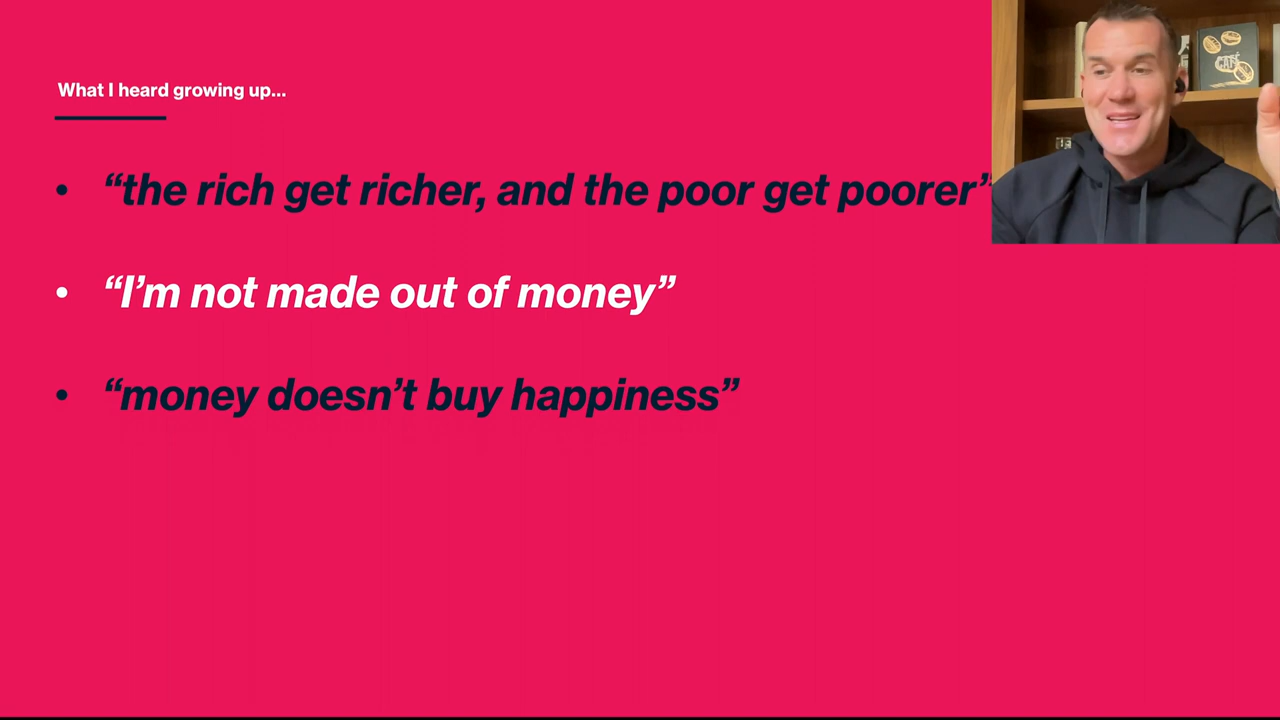 What I heard growing up...
• “the rich get richer, and the poor get poorer”
• “I’m not made out of money”
• “money doesn’t buy happiness”